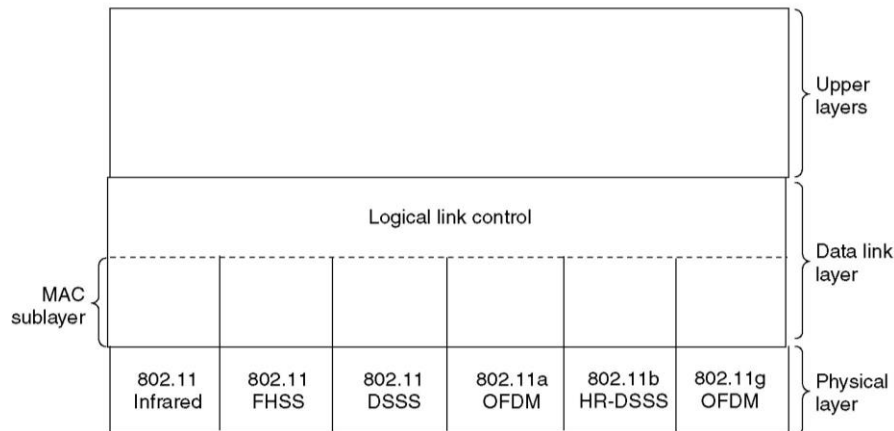 Upper
layers
Logical link control
Data link
layer
MAC
sublayer
802.11
Infrared
802.11
FHSS
802.11
DSSS
802.11a
OFDM
802.11b
HR-DSSS
802.11g
OFDM
Physical
layer